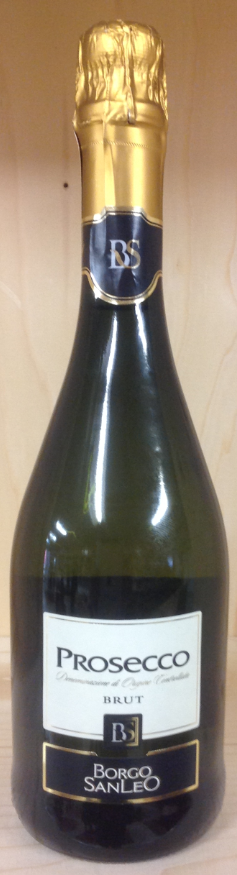 BS
PROSECCO
Denominazione di Origine Controllata
BRUT
BS
BORGO
SANLEO